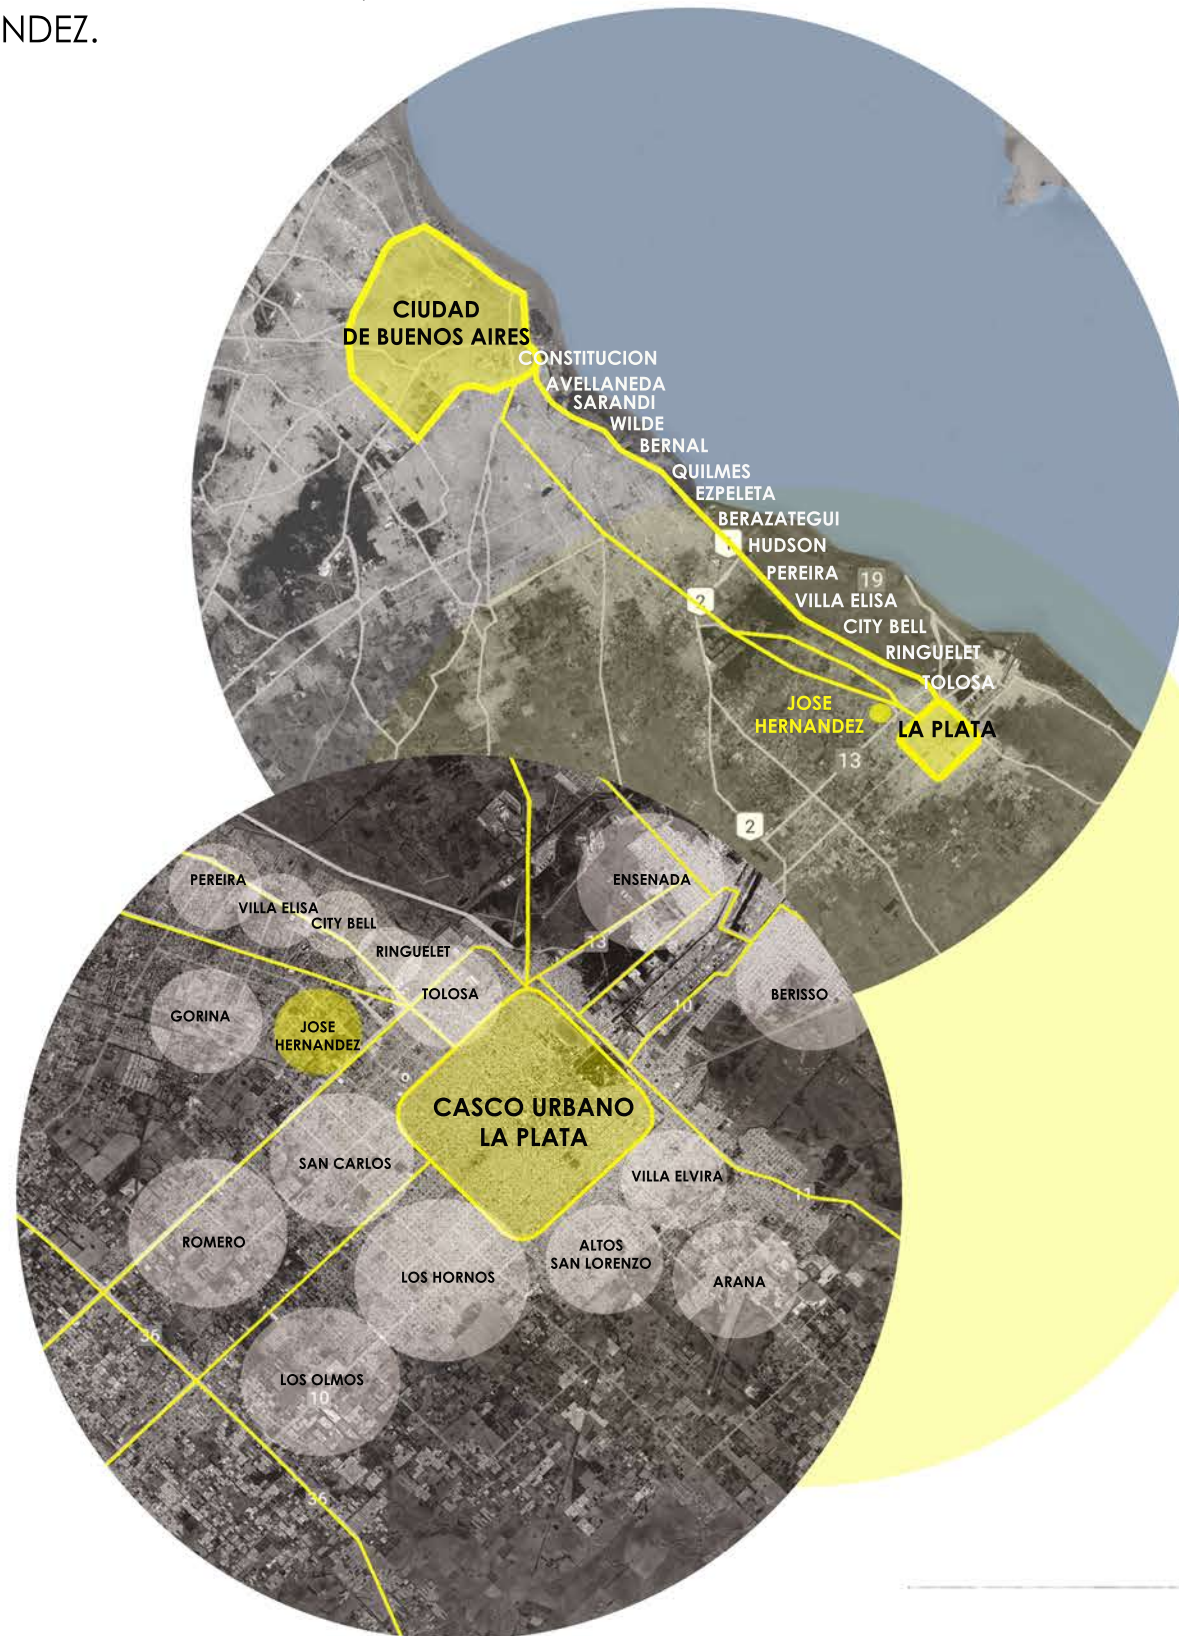 NDEZ.
CIUDAD
DE BUENOS AIRES
CONSTITUCION
AVELLANEDA
SARANDI
WILDE
BERNAL
QUILMES
EZPELETA
BERAZATEGUI
1
HUDSON
PEREIRA
19
2
VILLA ELISA
CITY BELL
RINGUELET
TOLOSA
JOSE
HERNANDEZ
LA PLATA
13
2
PEREIRA
ENSENADA
VILLA ELISA
CITY BELL
13
RINGUELET
TOLOSA
BERISSO
10
GORINA
JOSE
HERNANDEZ
9
CASCO URBANO
LA PLATA
SAN CARLOS
VILLA ELVIRA
11
ROMERO
ALTOS
SAN LORENZO
LOS HORNOS
ARANA
36
LOS OLMOS
10
36